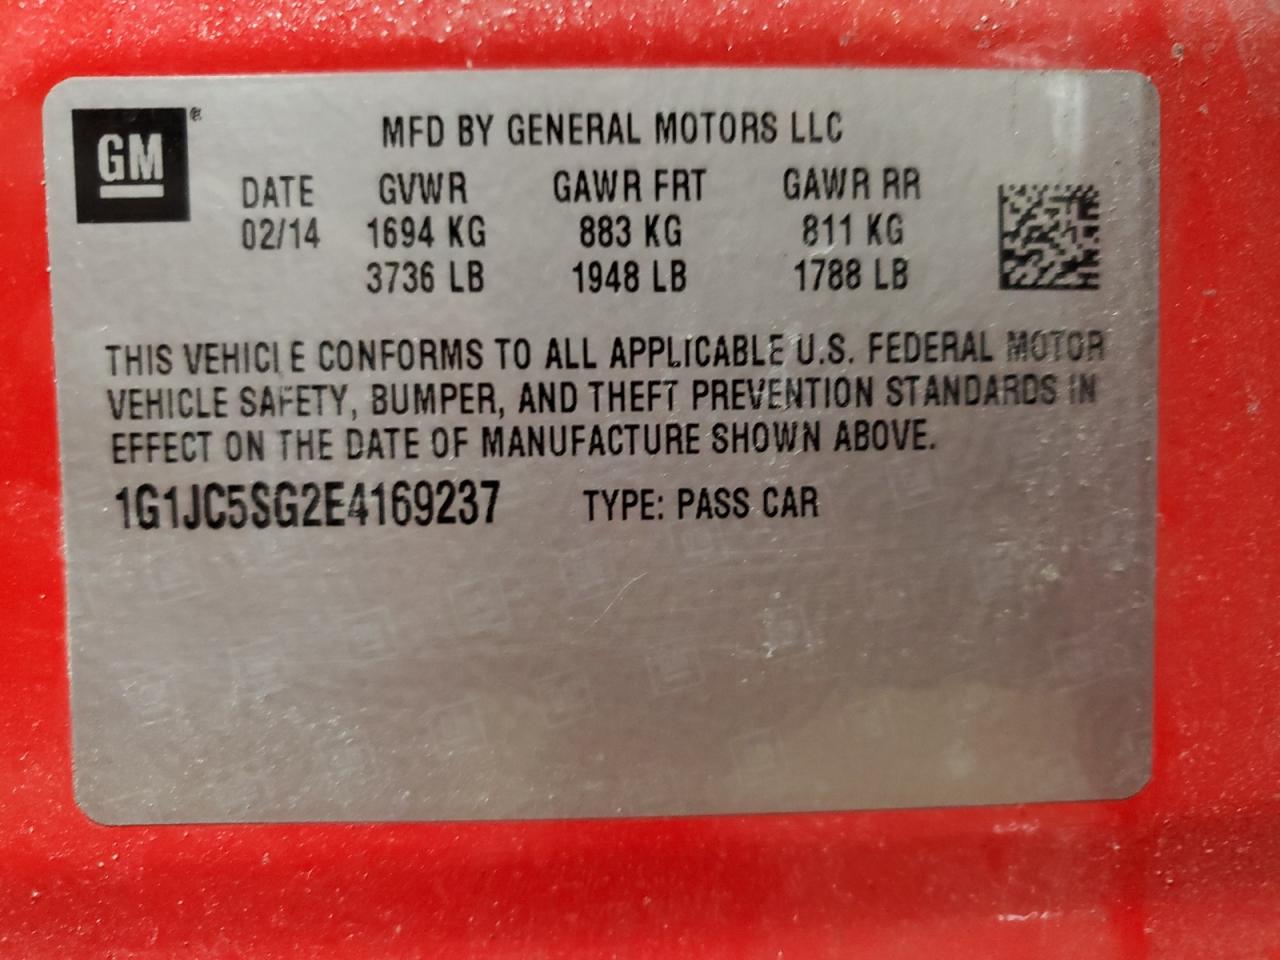 GM®
MFD BY GENERAL MOTORS LLC
DATE GVWR GAWR FRT GAWR RR
02/14 1694 KG 883 KG 811 KG
3736 LB 1948 LB 1788 LB
THIS VEHICLE CONFORMS TO ALL APPLICABLE U.S. FEDERAL MOTOR
VEHICLE SAFETY, BUMPER, AND THEFT PREVENTION STANDARDS IN
EFFECT ON THE DATE OF MANUFACTURE SHOWN ABOVE.
1G1JC5SG2E4169237 TYPE: PASS CAR